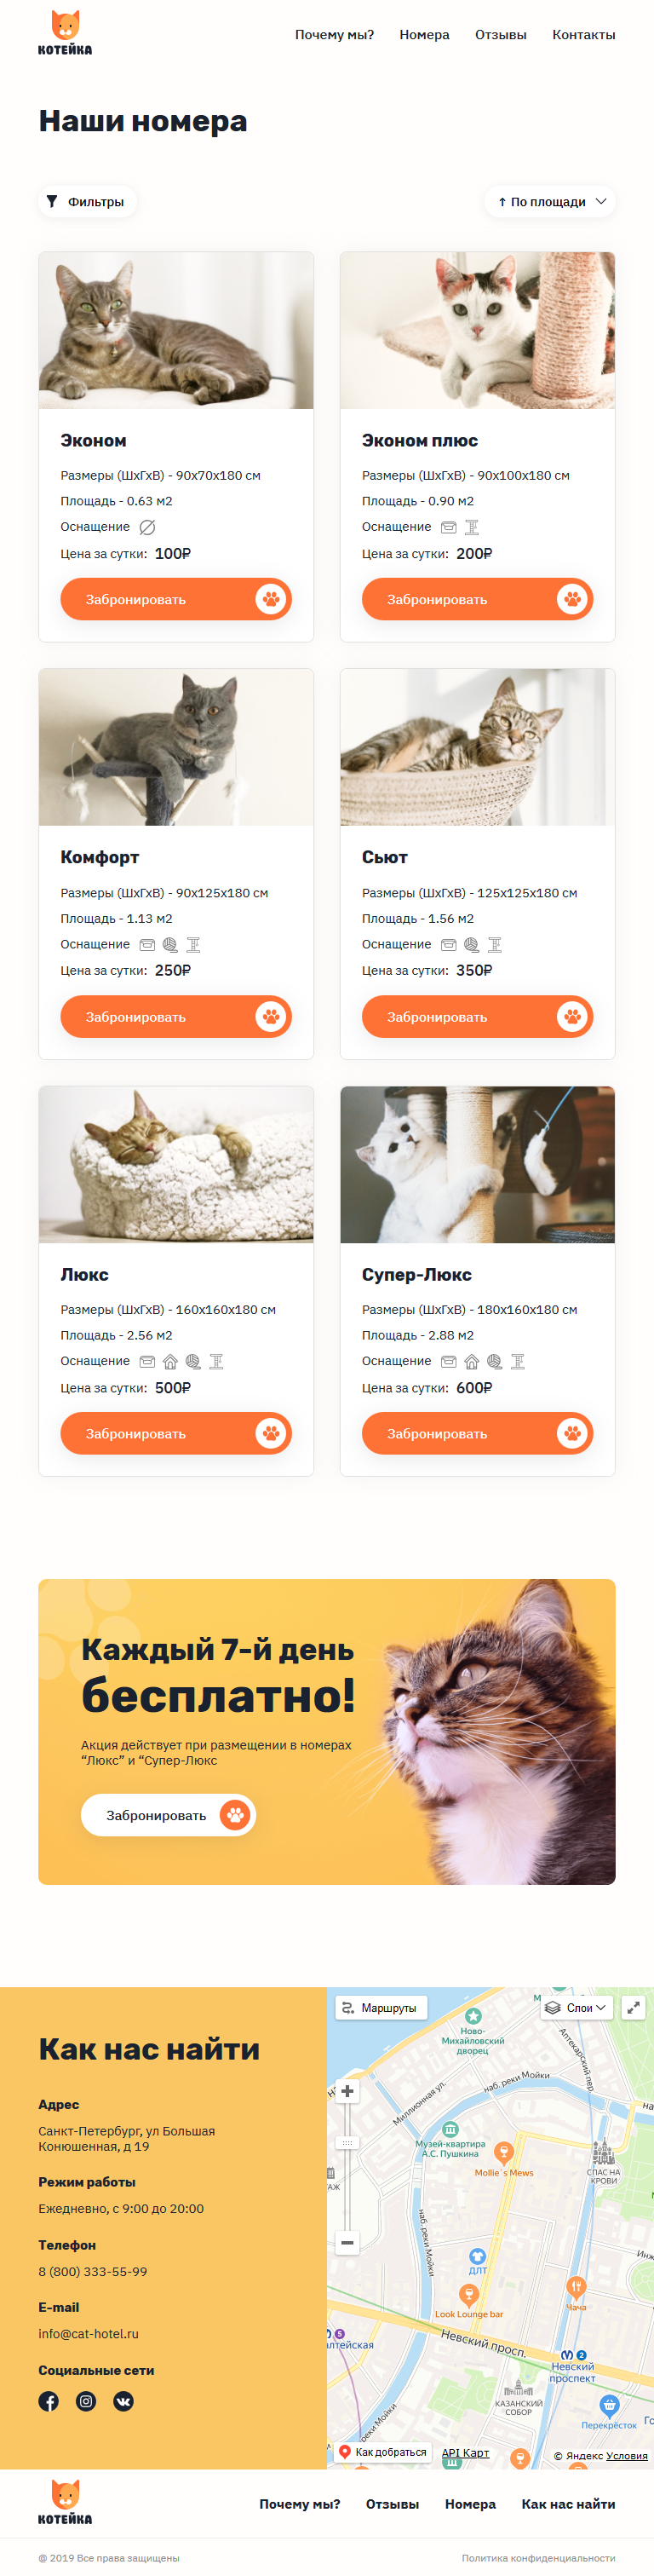 КОТЕЙКА
Почему мы? Номера Отзывы Контакты
Наши номера
Фильтры
↑ По площади
Эконом
Размеры (ШхГхВ) - 90х70х180 см
Площадь - 0.63 м2
Оснащение
Цена за сутки: 100₽
Забронировать
Эконом плюс
Размеры (ШхГхВ) - 90х100х180 см
Площадь - 0.90 м2
Оснащение
Цена за сутки: 200₽
Забронировать
Комфорт
Размеры (ШхГхВ) - 90х125х180 см
Площадь - 1.13 м2
Оснащение
Цена за сутки: 250₽
Забронировать
Сьют
Размеры (ШхГхВ) - 125х125х180 см
Площадь - 1.56 м2
Оснащение
Цена за сутки: 350₽
Забронировать
Люкс
Размеры (ШхГхВ) - 160х160х180 см
Площадь - 2.56 м2
Оснащение
Цена за сутки: 500₽
Забронировать
Супер-Люкс
Размеры (ШхГхВ) - 180х160х180 см
Площадь - 2.88 м2
Оснащение
Цена за сутки: 600₽
Забронировать
Каждый 7-й день
бесплатно!
Акция действует при размещении в номерах
“Люкс” и “Супер-Люкс
Забронировать
Как нас найти
Адрес
Санкт-Петербург, ул Большая
Конюшенная, д 19
Режим работы
Ежедневно, с 9:00 до 20:00
Телефон
8 (800) 333-55-99
E-mail
info@cat-hotel.ru
Социальные сети
Маршруты
Слои
Ново-
Михайловский
дворец
Аптекарский пер.
наб. реки Мойки
Миллионная ул.
Музей-квартира
А.С. Пушкина
Mollie`s Mews
СПАС НА
КРОВИ
наб. реки Мойки
ДЛТ
Look Lounge bar
Чача
5
Невский просп.
2
Невский
проспект
КАЗАНСКИЙ
СОБОР
Перекрёсток
Как добраться
API Карт
© Яндекс Условия
КОТЕЙКА
Почему мы? Отзывы Номера Как нас найти
@ 2019 Все права защищены
Политика конфиденциальности